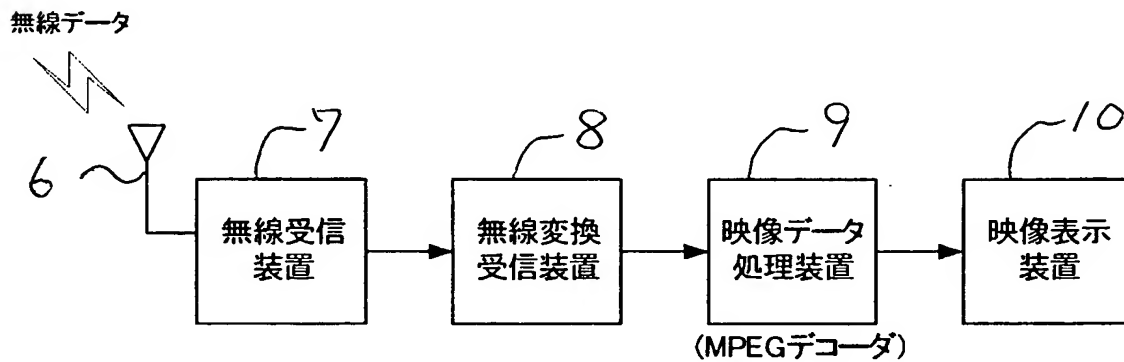 無線データ
6
7
8
9
10
無線受信
装置
無線変換
受信装置
映像データ
処理装置
映像表示
装置
(MPEGデコーダ)